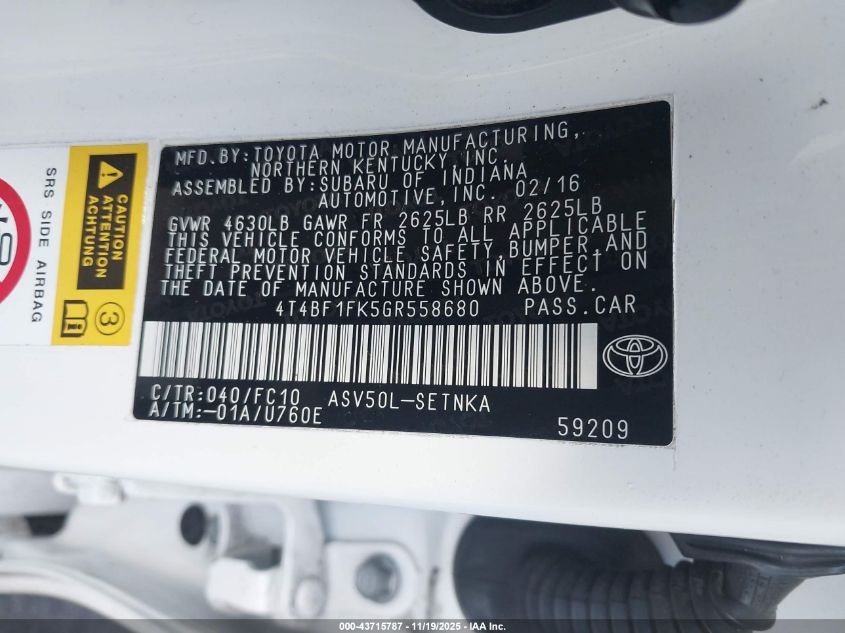 MFD.BY:TOYOTA MOTOR MANUFACTURING,
NORTHERN KENTUCKY,INC.
ASSEMBLED BY:SUBARU OF INDIANA
AUTOMOTIVE,INC. 02/16
GVWR 4630LB GAWR FR 2625LB RR 2625LB
THIS VEHICLE CONFORMS TO ALL APPLICABLE
FEDERAL MOTOR VEHICLE SAFETY,BUMPER,AND
THEFT PREVENTION STANDARDS IN EFFECT ON
THE DATE OF MANUFACTURE SHOWN ABOVE.
4T4BF1FK5GR558680 PASS.CAR
C/TR:040/FC10 ASV50L-SETNKA
A/TM:-01A/U760E
59209
SRS SIDE AIRBAG
CAUTION
ACHTUNG
3
000-43715787 - 11/19/2025 - IAA Inc.